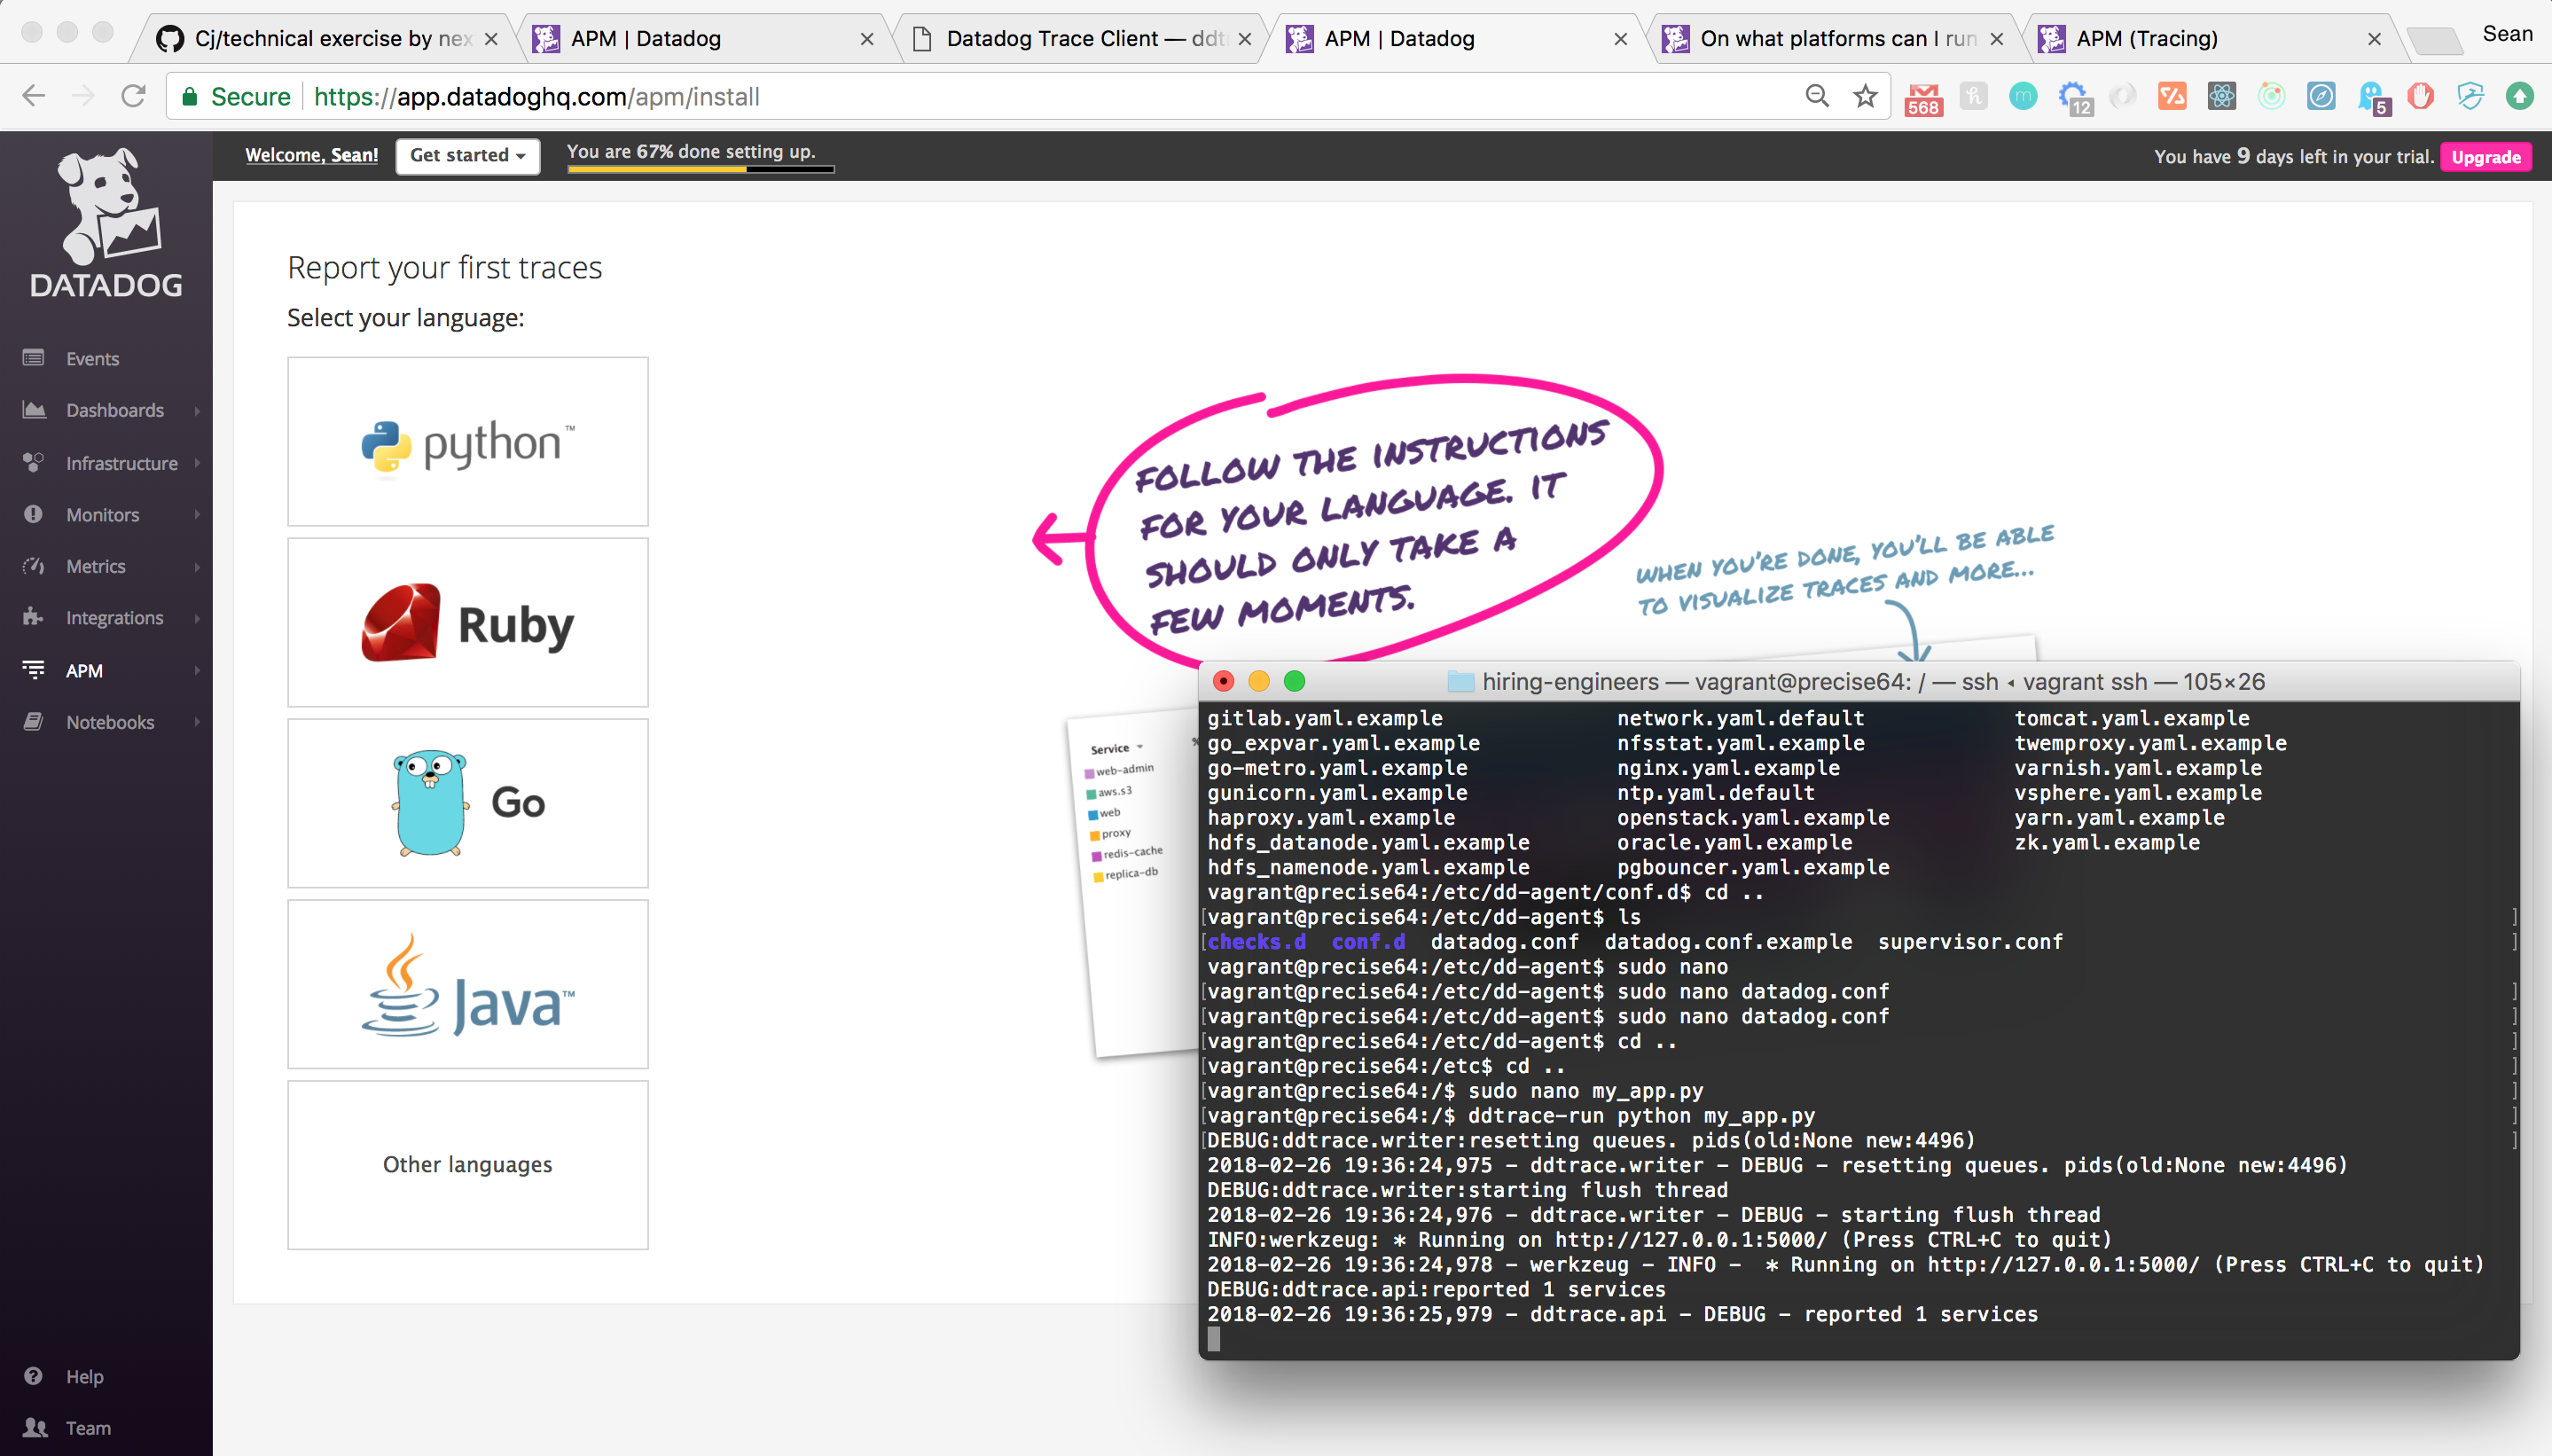 Cj/technical exercise by nex
APM | Datadog
Datadog Trace Client — ddtr
APM | Datadog
On what platforms can I run
APM (Tracing)
Sean
Secure
https://app.datadoghq.com/apm/install
568
12
5
DATADOG
Welcome, Sean!
Get started
You are 67% done setting up.
You have 9 days left in your trial.
Upgrade
Events
Dashboards
Infrastructure
Monitors
Metrics
Integrations
APM
Notebooks
Help
Team
Report your first traces
Select your language:
python™
Ruby
Go
Java™
Other languages
FOLLOW THE INSTRUCTIONS
FOR YOUR LANGUAGE. IT
SHOULD ONLY TAKE A
FEW MOMENTS.
WHEN YOU'RE DONE, YOU'LL BE ABLE
TO VISUALIZE TRACES AND MORE...
Service
%
web-admin
aws.s3
web
proxy
redis-cache
replica-db
hiring-engineers — vagrant@precise64: / — ssh ◂ vagrant ssh — 105×26
gitlab.yaml.example network.yaml.default tomcat.yaml.example
go_expvar.yaml.example nfsstat.yaml.example twemproxy.yaml.example
go-metro.yaml.example nginx.yaml.example varnish.yaml.example
gunicorn.yaml.example ntp.yaml.default vsphere.yaml.example
haproxy.yaml.example openstack.yaml.example yarn.yaml.example
hdfs_datanode.yaml.example oracle.yaml.example zk.yaml.example
hdfs_namenode.yaml.example pgbouncer.yaml.example
vagrant@precise64:/etc/dd-agent/conf.d$ cd ..
[vagrant@precise64:/etc/dd-agent$ ls ]
[checks.d conf.d datadog.conf datadog.conf.example supervisor.conf ]
vagrant@precise64:/etc/dd-agent$ sudo nano
[vagrant@precise64:/etc/dd-agent$ sudo nano datadog.conf ]
[vagrant@precise64:/etc/dd-agent$ sudo nano datadog.conf ]
[vagrant@precise64:/etc/dd-agent$ cd .. ]
[vagrant@precise64:/etc$ cd .. ]
[vagrant@precise64:/$ sudo nano my_app.py ]
[vagrant@precise64:/$ ddtrace-run python my_app.py ]
[DEBUG:ddtrace.writer:resetting queues. pids(old:None new:4496) ]
2018-02-26 19:36:24,975 - ddtrace.writer - DEBUG - resetting queues. pids(old:None new:4496)
DEBUG:ddtrace.writer:starting flush thread
2018-02-26 19:36:24,976 - ddtrace.writer - DEBUG - starting flush thread
INFO:werkzeug: * Running on http://127.0.0.1:5000/ (Press CTRL+C to quit)
2018-02-26 19:36:24,978 - werkzeug - INFO -  * Running on http://127.0.0.1:5000/ (Press CTRL+C to quit)
DEBUG:ddtrace.api:reported 1 services
2018-02-26 19:36:25,979 - ddtrace.api - DEBUG - reported 1 services